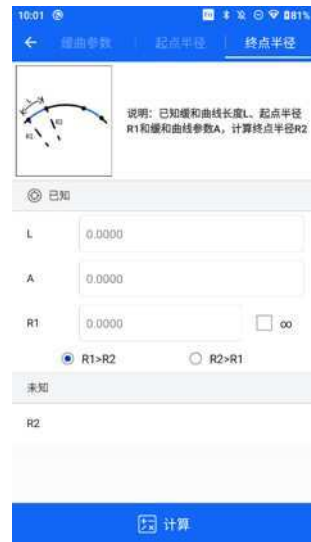 10:01 81%
缓曲参数 起点半径 终点半径
L
R1 R2
说明：已知缓和曲线长度L、起点半径
R1和缓和曲线参数A，计算终点半径R2
已知
L 0.0000
A 0.0000
R1 0.0000 ∞
R1>R2 R2>R1
未知
R2
计算